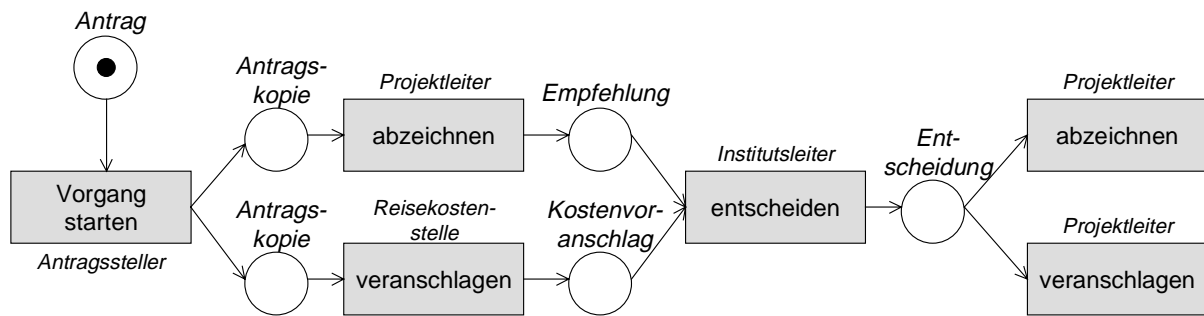 Antrag
Antrags-
kopie
Projektleiter
abzeichnen
Empfehlung
Vorgang
starten
Antragssteller
Antrags-
kopie
Reisekosten-
stelle
veranschlagen
Kostenvor-
anschlag
Institutsleiter
entscheiden
Ent-
scheidung
Projektleiter
abzeichnen
Projektleiter
veranschlagen